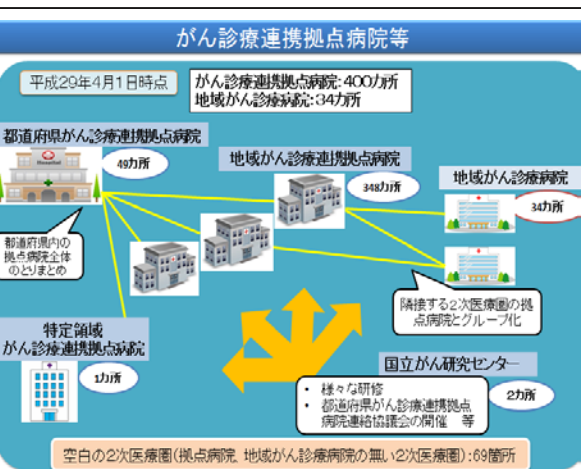 がん診療連携拠点病院等
平成29年4月1日時点
がん診療連携拠点病院:400カ所
地域がん診療病院:34カ所
都道府県がん診療連携拠点病院
49カ所
地域がん診療連携拠点病院
348カ所
地域がん診療病院
34カ所
都道府県内の
拠点病院全体
のとりまとめ
隣接する2次医療圏の拠
点病院とグループ化
特定領域
がん診療連携拠点病院
1カ所
国立がん研究センター
2カ所
・ 様々な研修
・ 都道府県がん診療連携拠点
病院連絡協議会の開催 等
空白の2次医療圏(拠点病院、地域がん診療病院の無い2次医療圏):69箇所